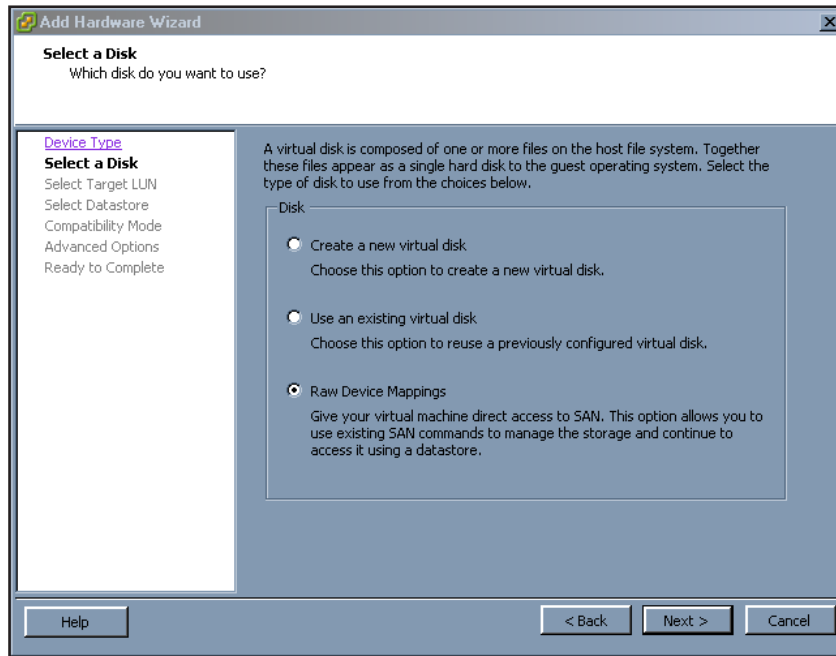 Add Hardware Wizard
Select a Disk
Which disk do you want to use?
Device Type
Select a Disk
Select Target LUN
Select Datastore
Compatibility Mode
Advanced Options
Ready to Complete
A virtual disk is composed of one or more files on the host file system. Together
these files appear as a single hard disk to the guest operating system. Select the
type of disk to use from the choices below.
Disk
Create a new virtual disk
Choose this option to create a new virtual disk.
Use an existing virtual disk
Choose this option to reuse a previously configured virtual disk.
Raw Device Mappings
Give your virtual machine direct access to SAN. This option allows you to
use existing SAN commands to manage the storage and continue to
access it using a datastore.
Help
< Back
Next >
Cancel